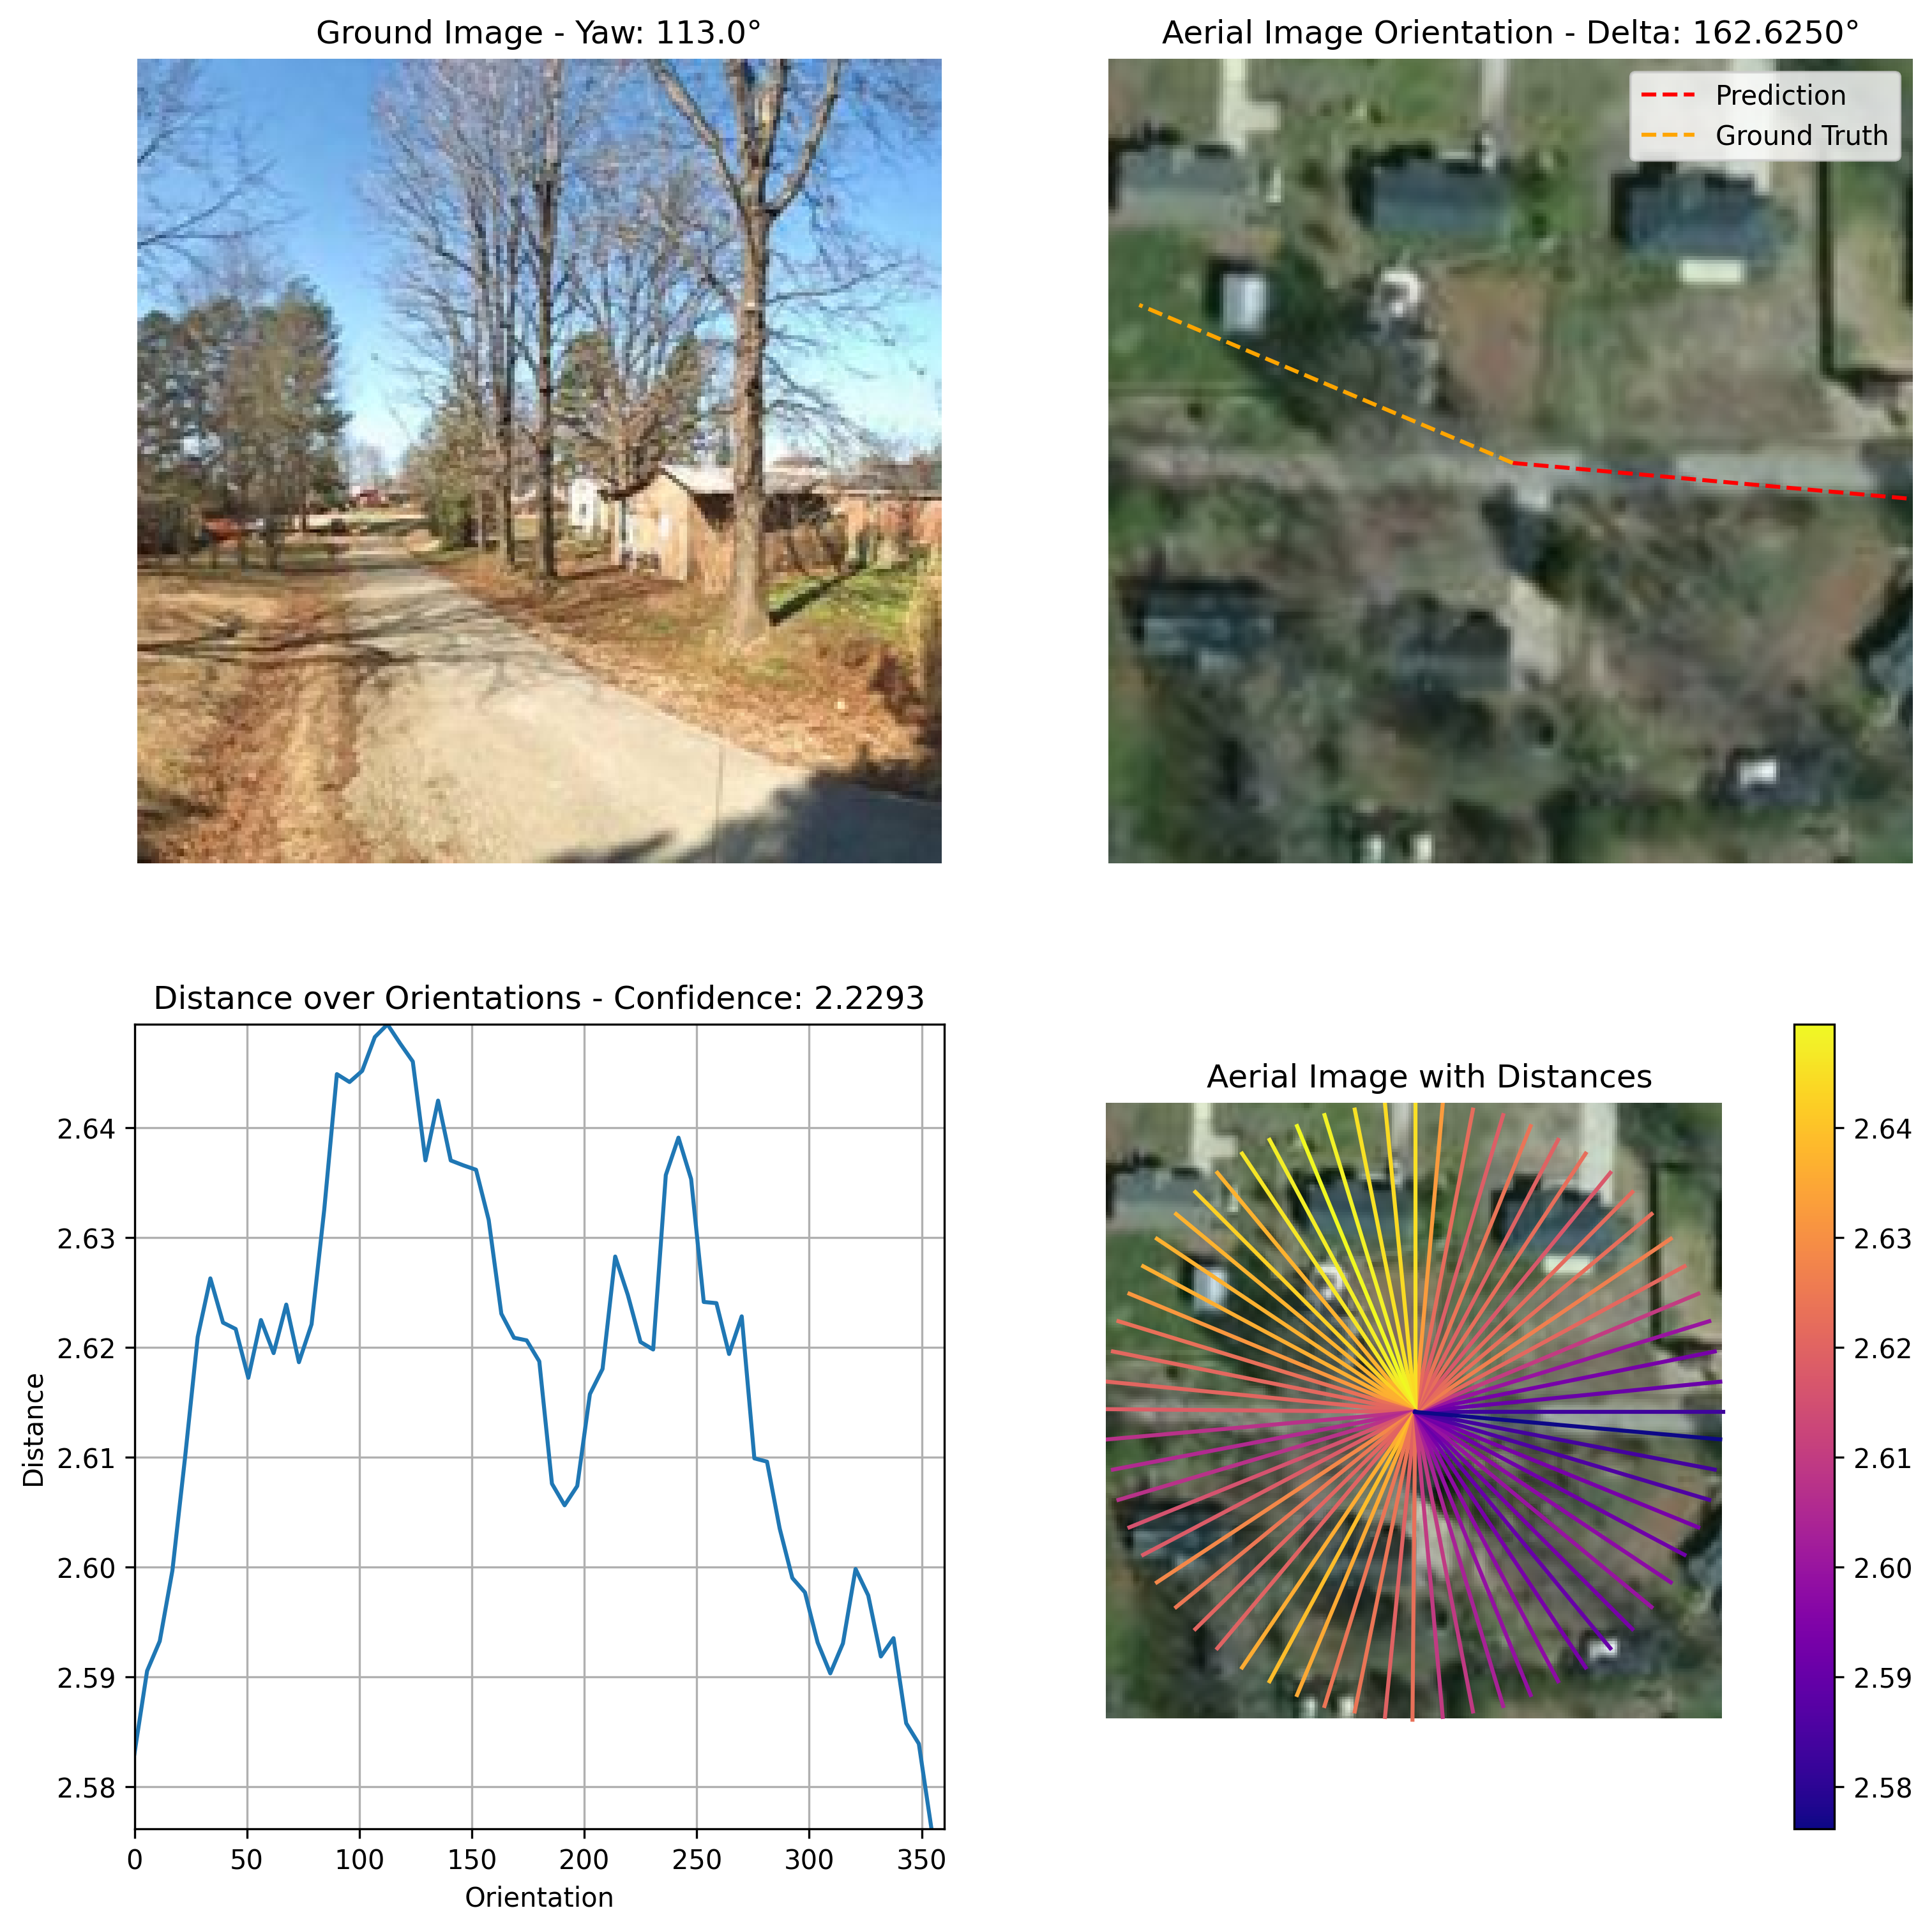 Ground Image - Yaw: 113.0°
Aerial Image Orientation - Delta: 162.6250°
Prediction
Ground Truth
Distance over Orientations - Confidence: 2.2293
Distance
2.64
2.63
2.62
2.61
2.60
2.59
2.58
0 50 100 150 200 250 300 350
Orientation
Aerial Image with Distances
2.64
2.63
2.62
2.61
2.60
2.59
2.58